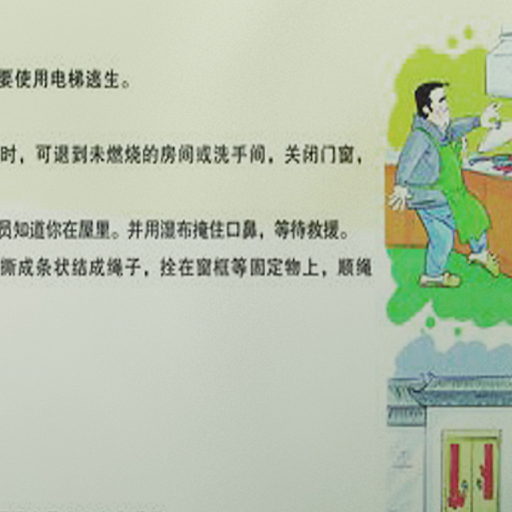 要使用电梯逃生。
时，可退到未燃烧的房间或洗手间，关闭门窗，
员知道你在屋里。并用湿布掩住口鼻，等待救援。
撕成条状结成绳子，拴在窗框等固定物上，顺绳